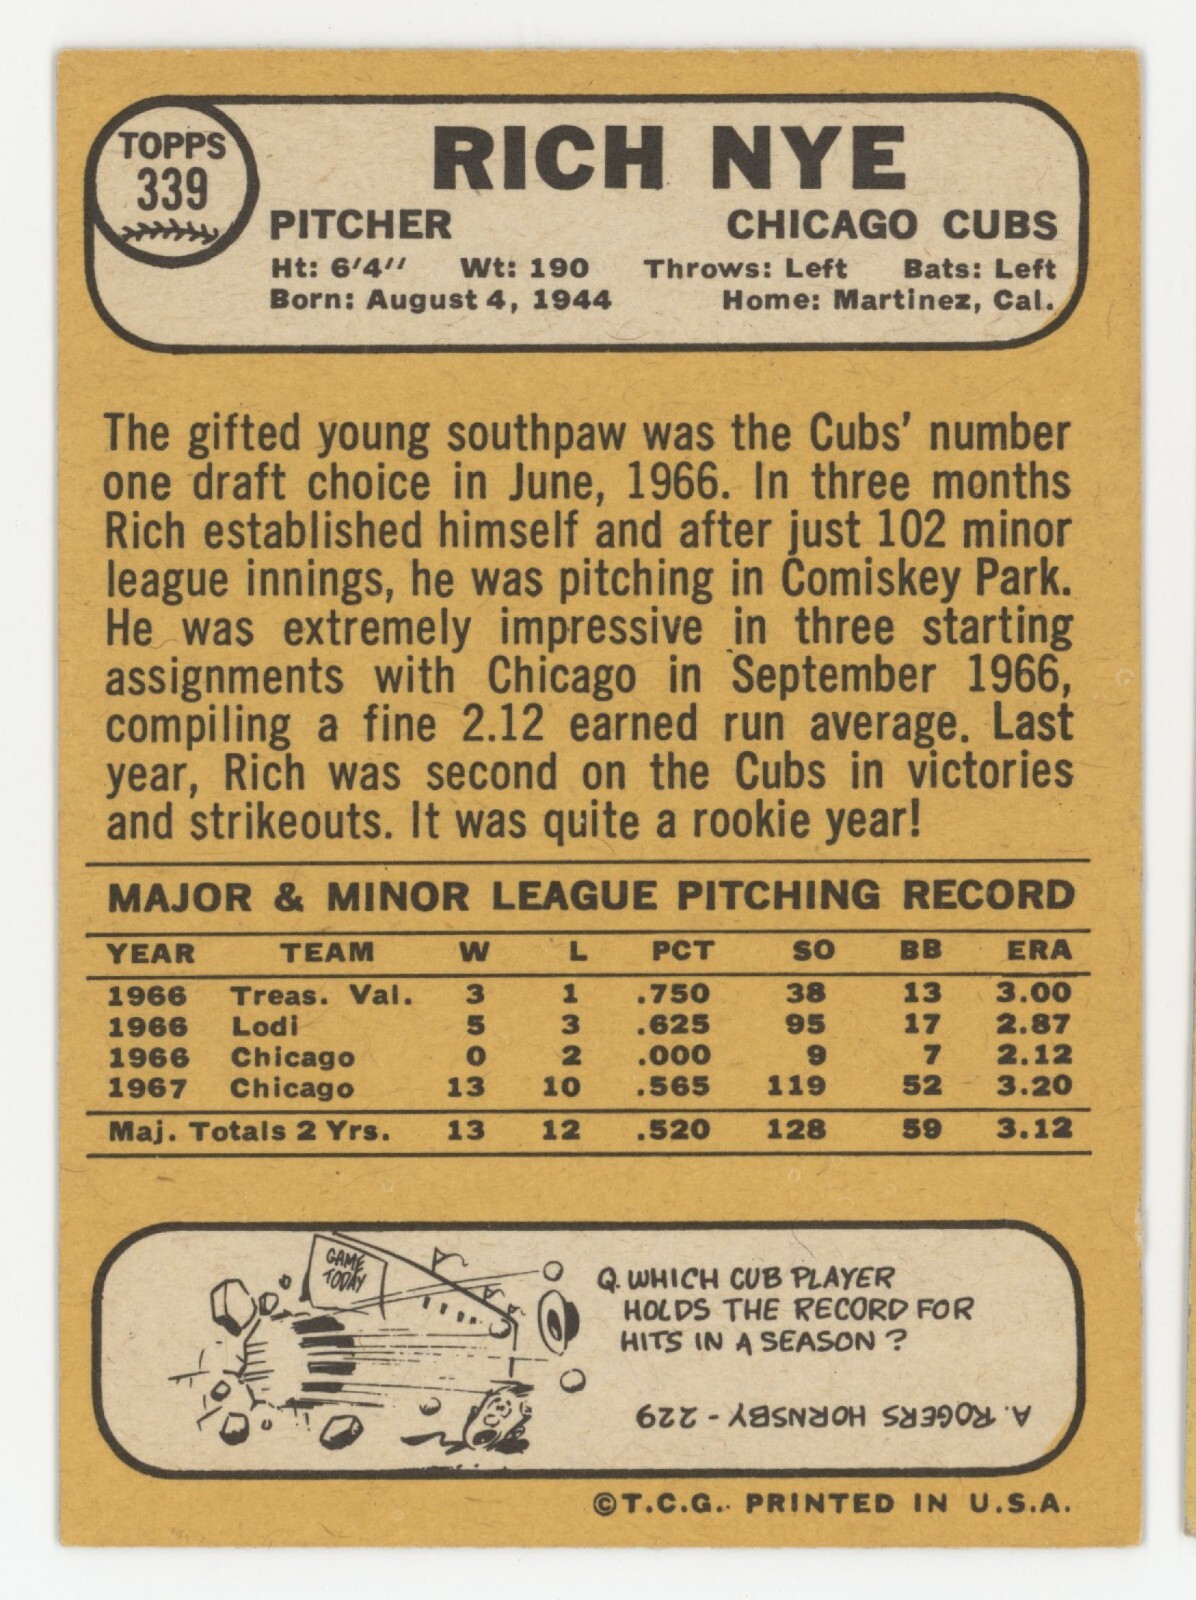 TOPPS
339
RICH NYE
PITCHER CHICAGO CUBS
Ht: 6'4" Wt: 190 Throws: Left Bats: Left
Born: August 4, 1944 Home: Martinez, Cal.
The gifted young southpaw was the Cubs' number
one draft choice in June, 1966. In three months
Rich established himself and after just 102 minor
league innings, he was pitching in Comiskey Park.
He was extremely impressive in three starting
assignments with Chicago in September 1966,
compiling a fine 2.12 earned run average. Last
year, Rich was second on the Cubs in victories
and strikeouts. It was quite a rookie year!
MAJOR & MINOR LEAGUE PITCHING RECORD
YEAR TEAM W L PCT SO BB ERA
1966 Treas. Val. 3 1 .750 38 13 3.00
1966 Lodi 5 3 .625 95 17 2.87
1966 Chicago 0 2 .000 9 7 2.12
1967 Chicago 13 10 .565 119 52 3.20
Maj. Totals 2 Yrs. 13 12 .520 128 59 3.12
GAME
TODAY
Q. WHICH CUB PLAYER
HOLDS THE RECORD FOR
HITS IN A SEASON?
A. ROGERS HORNSBY - 229
©T.C.G. PRINTED IN U.S.A.